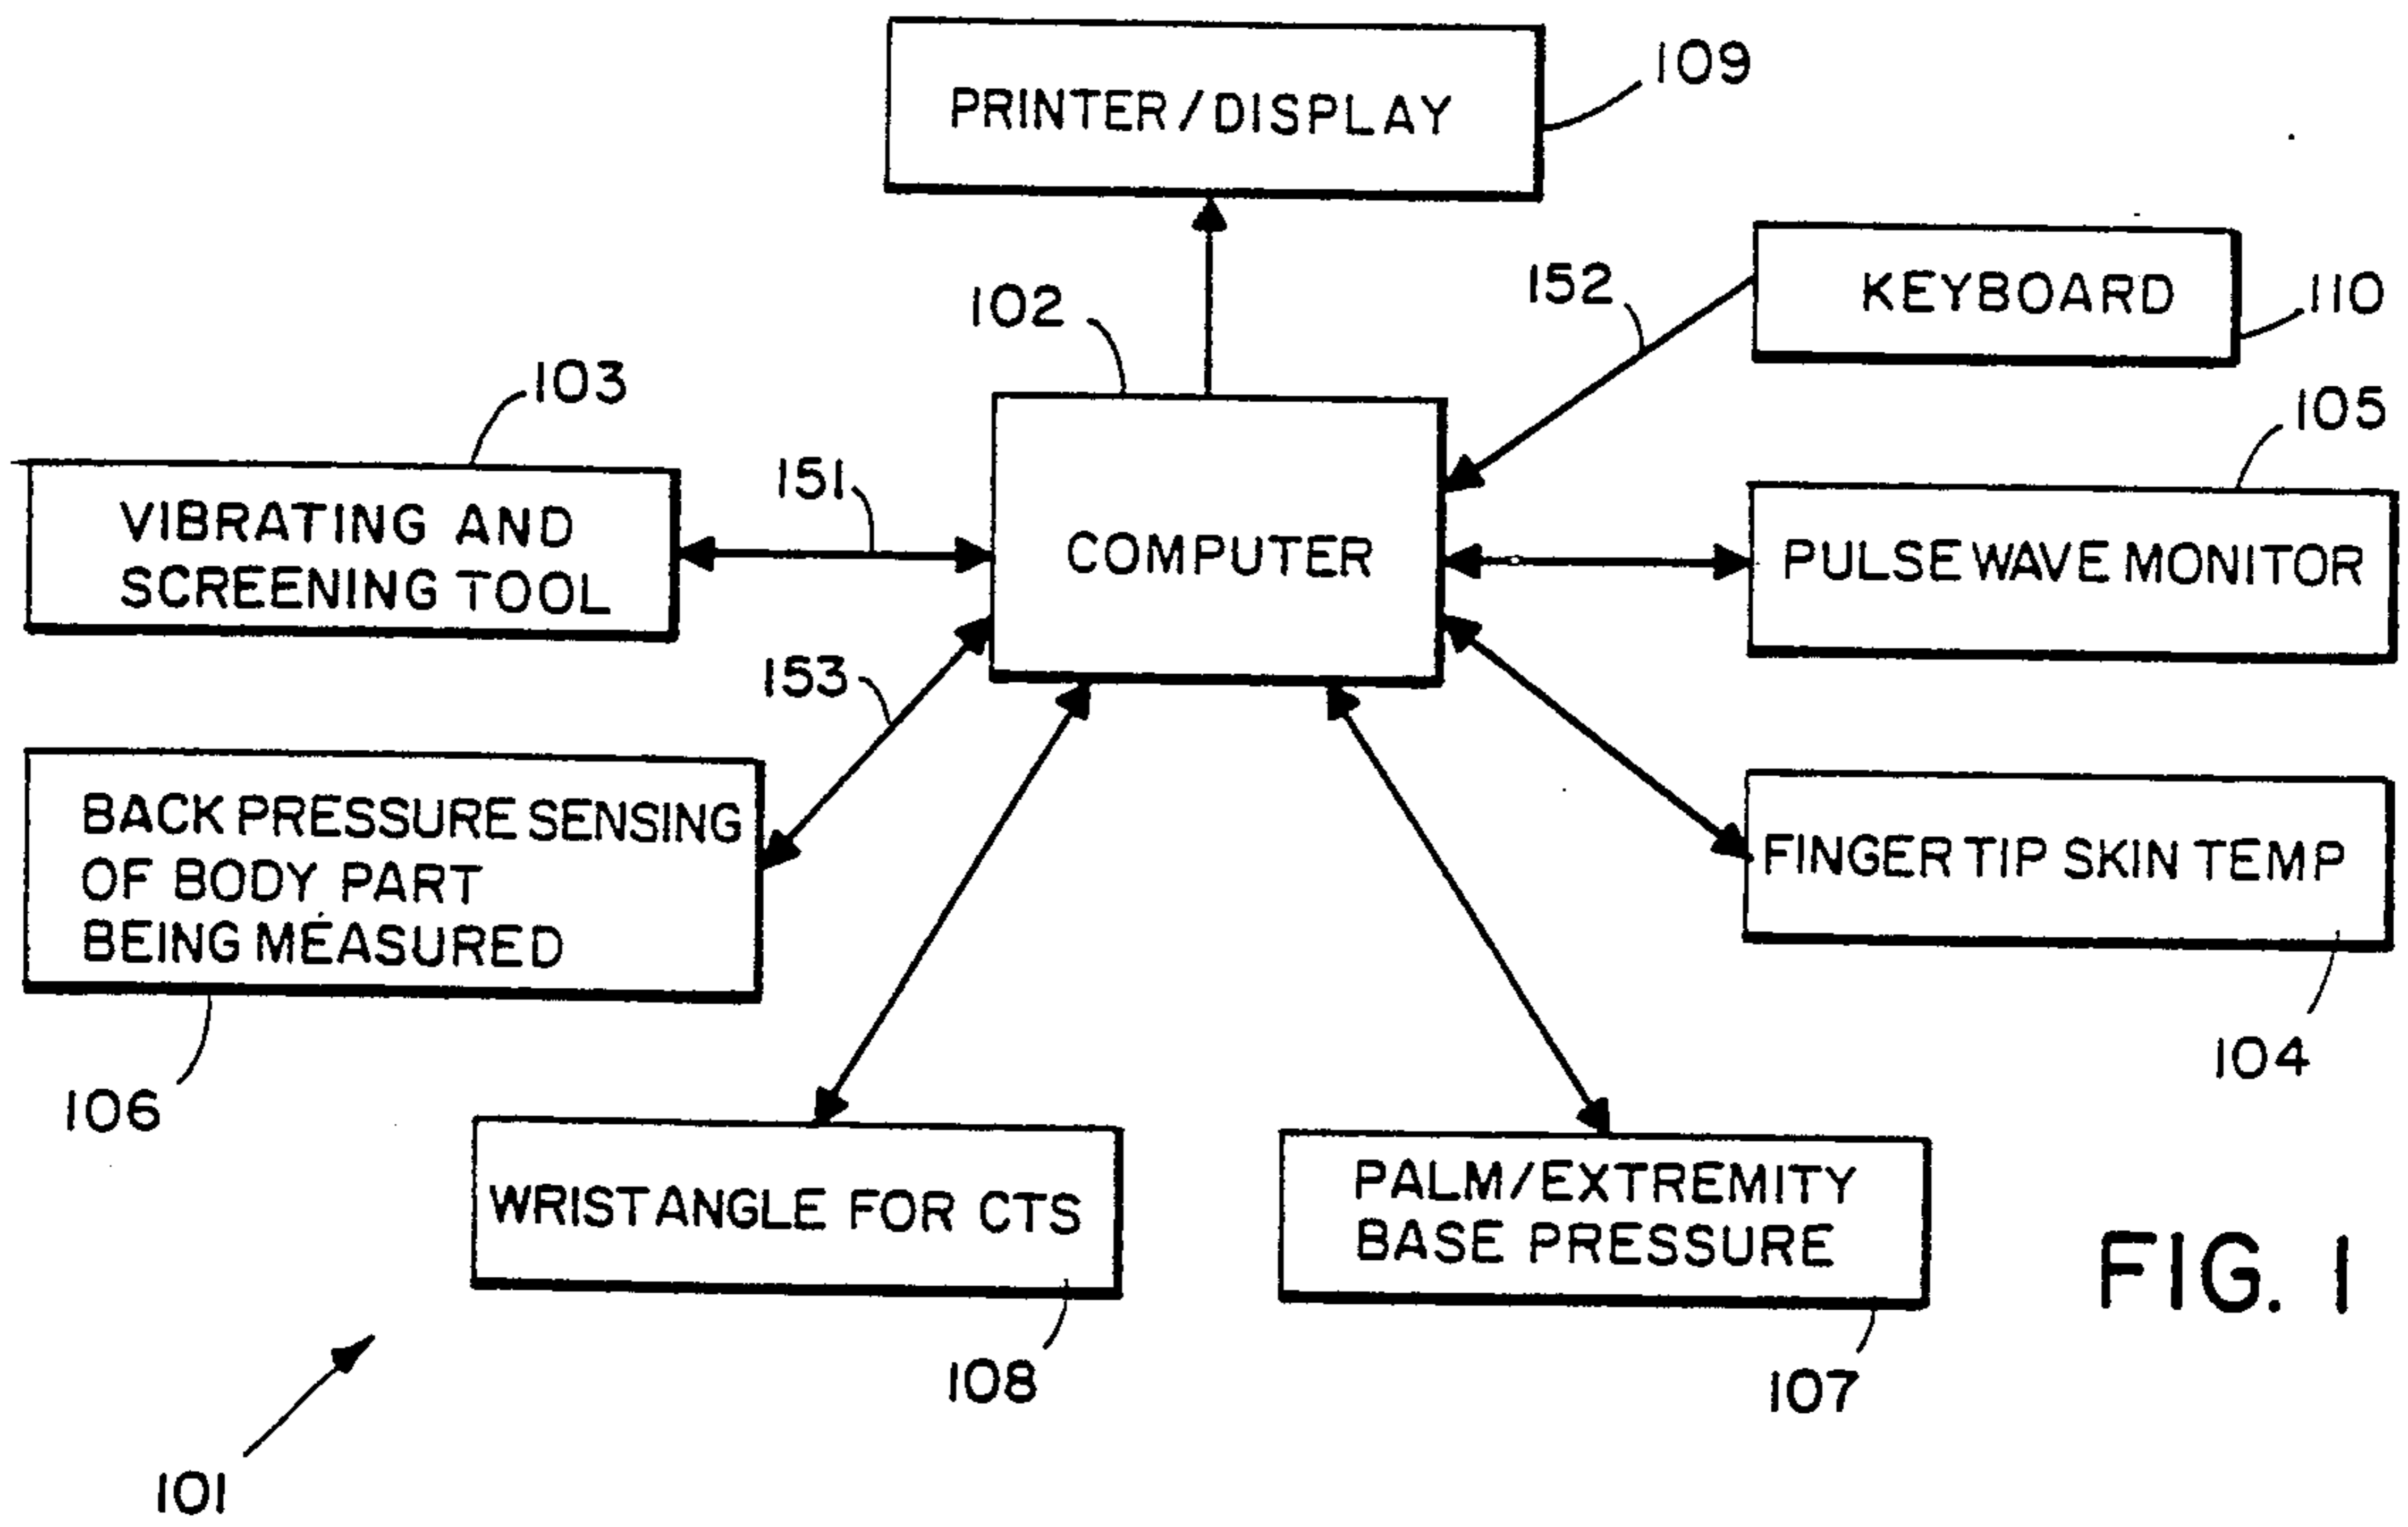 PRINTER/DISPLAY
109
KEYBOARD
110
152
102
103
105
151
VIBRATING AND
SCREENING TOOL
COMPUTER
PULSE WAVE MONITOR
153
BACK PRESSURE SENSING
OF BODY PART
BEING MEASURED
FINGER TIP SKIN TEMP
104
106
WRIST ANGLE FOR CTS
PALM/EXTREMITY
BASE PRESSURE
FIG. 1
108
107
101